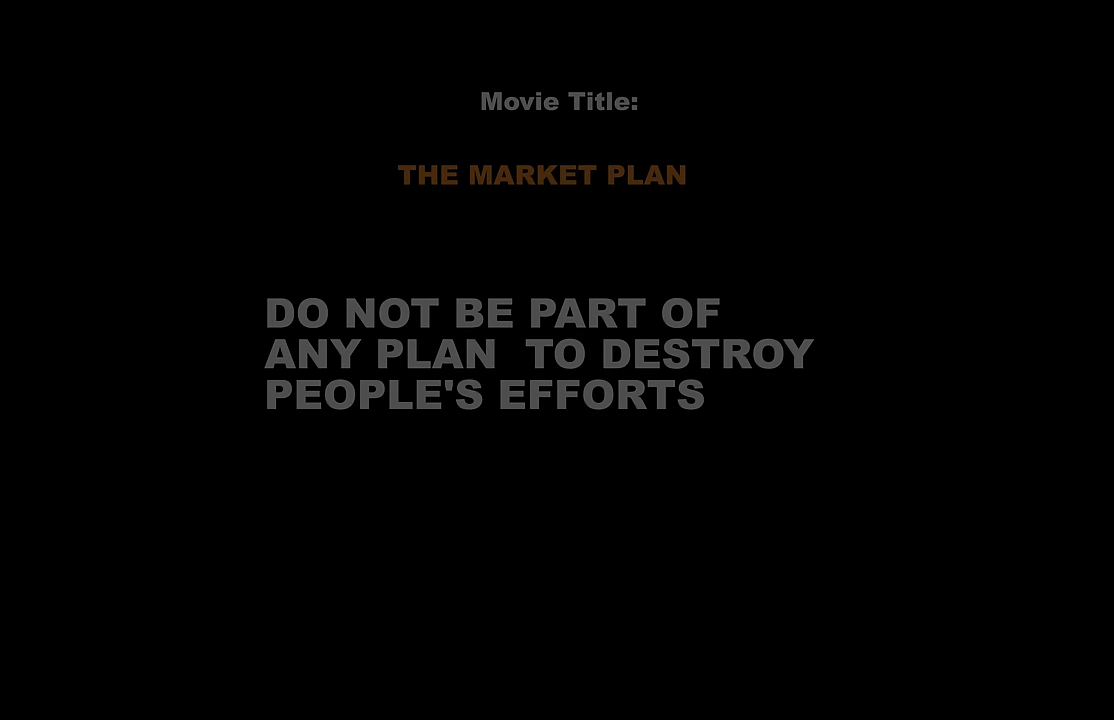 Movie Title:
THE MARKET PLAN
DO NOT BE PART OF
ANY PLAN  TO DESTROY
PEOPLE'S EFFORTS